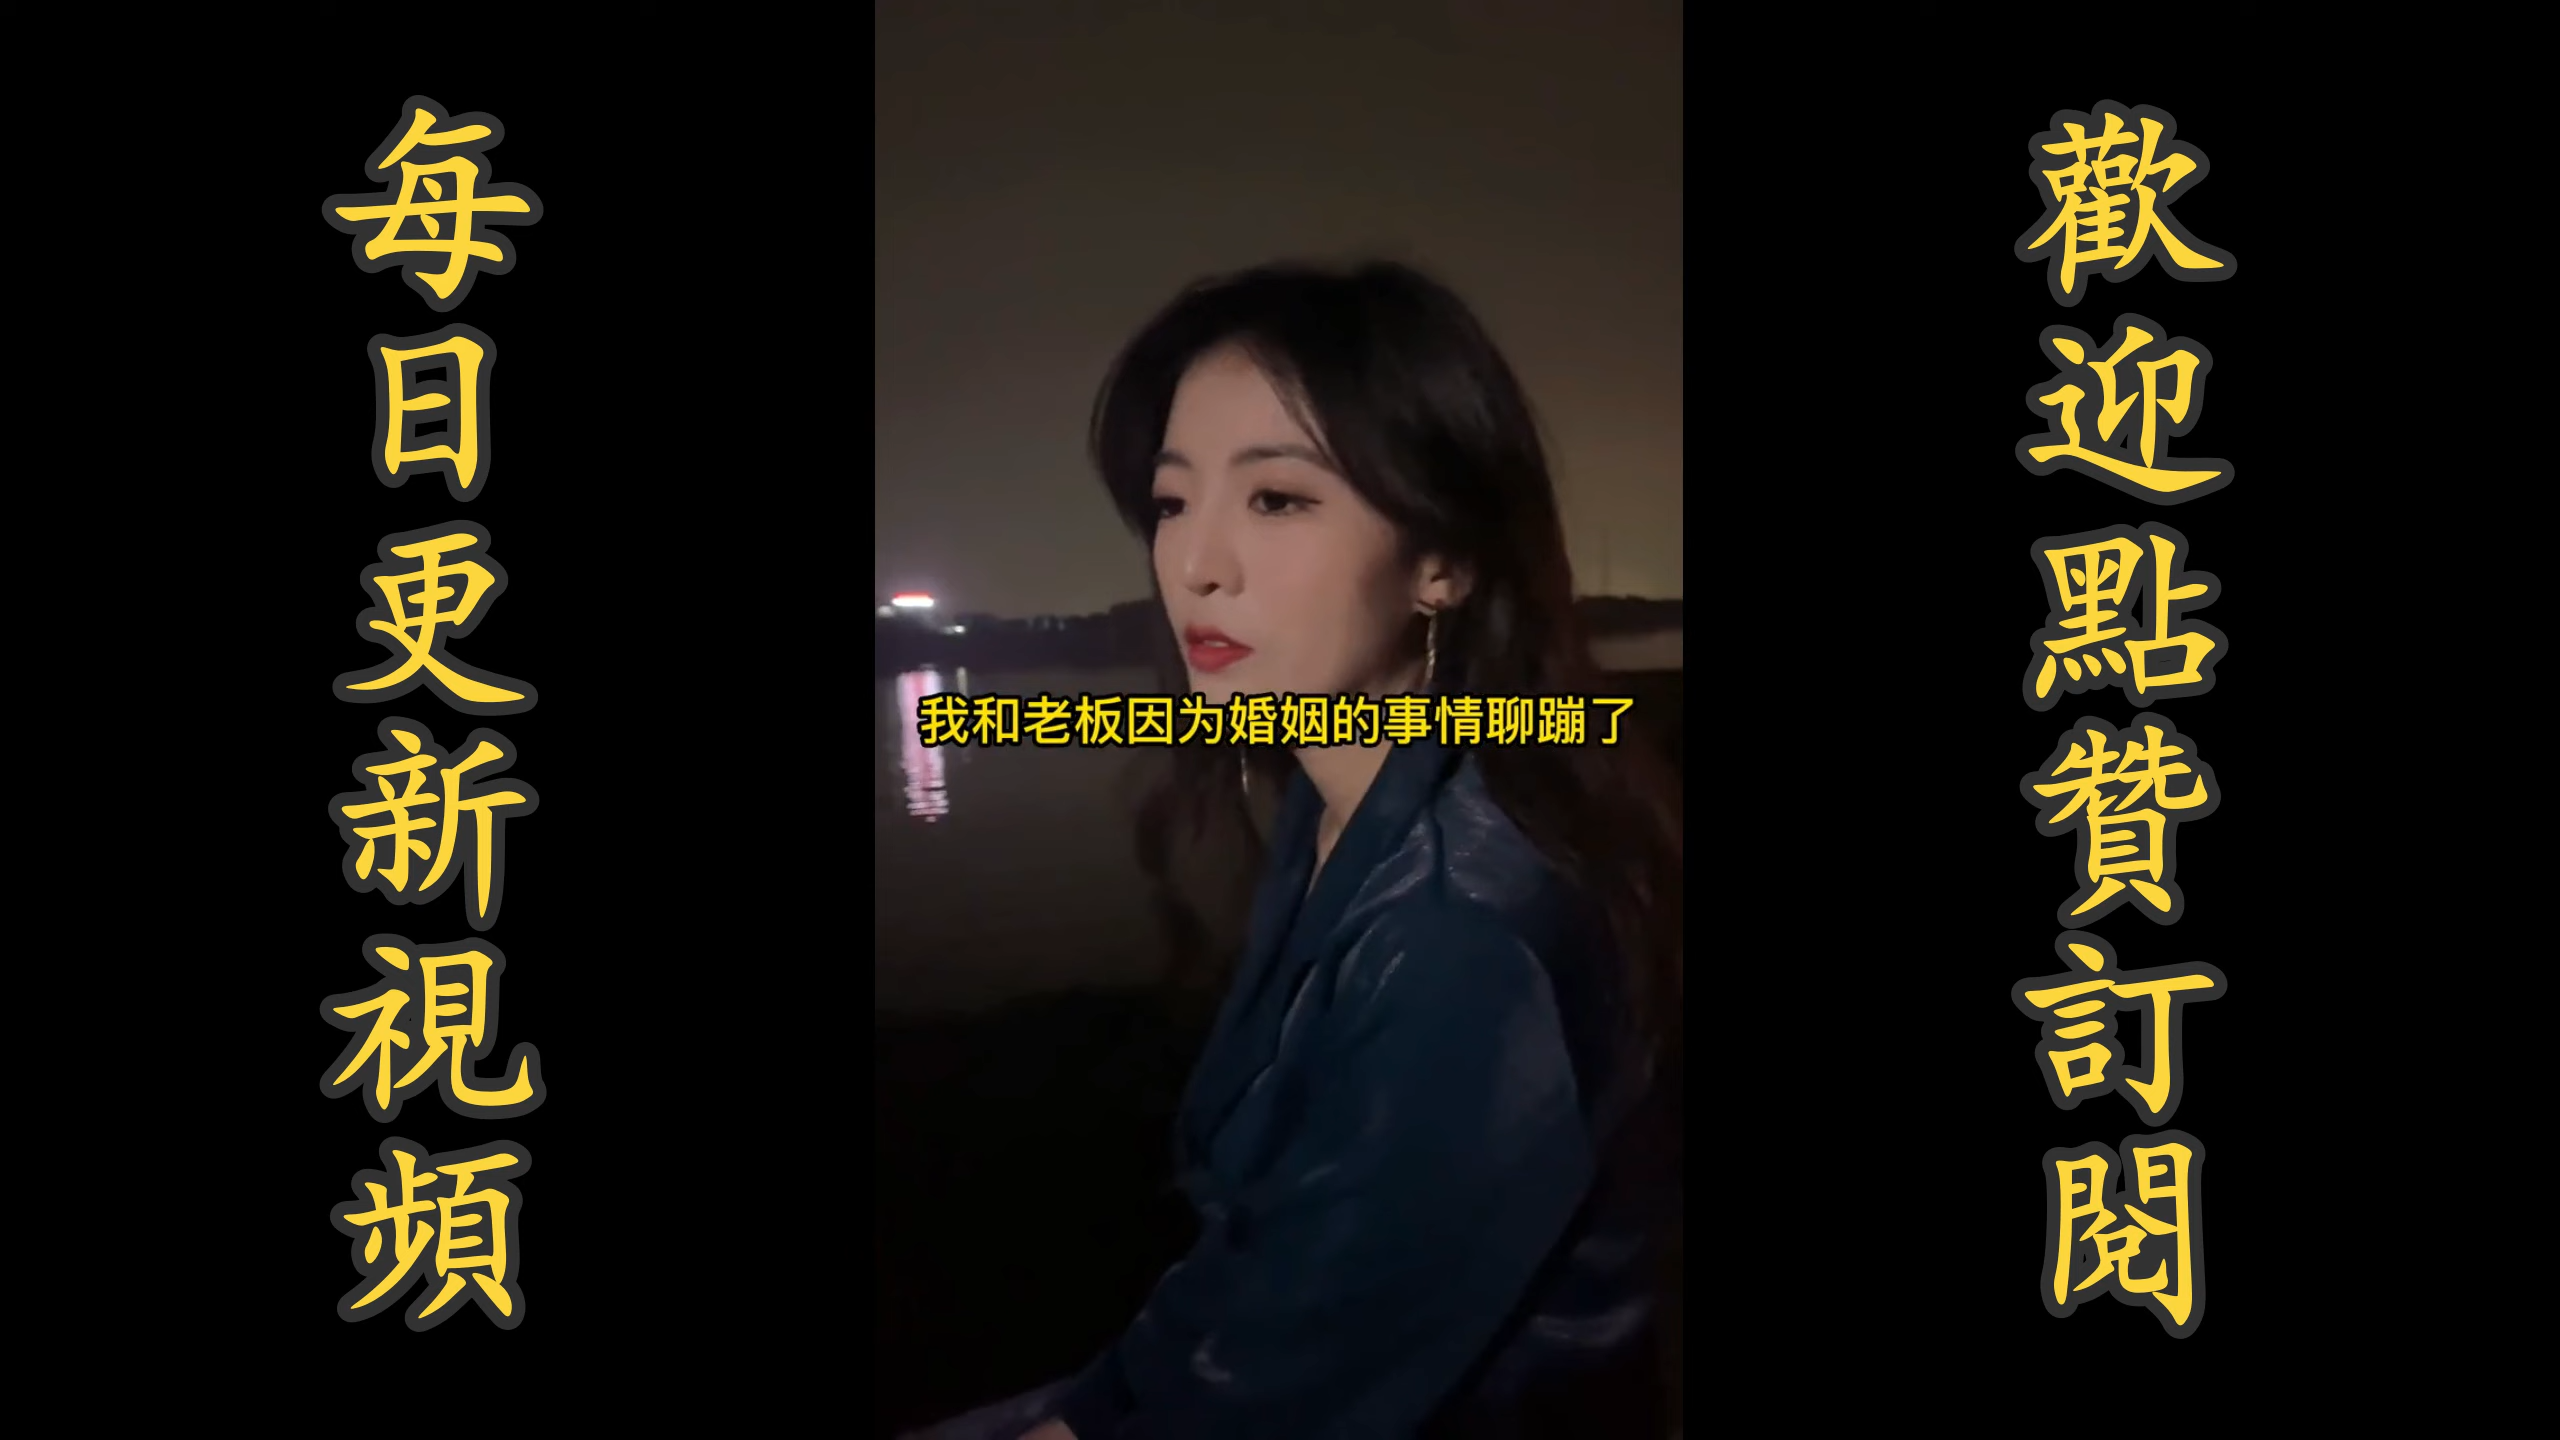 每日更新視頻
我和老板因为婚姻的事情聊蹦了
歡迎點贊訂閱